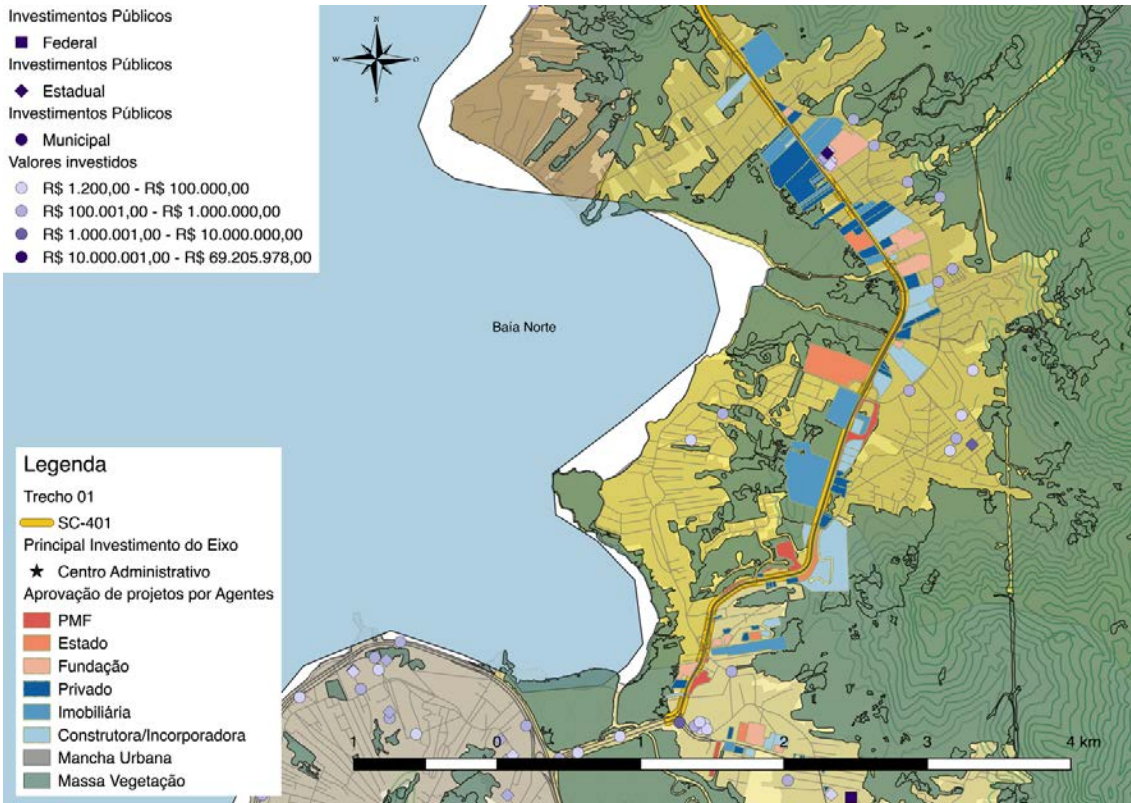 Investimentos Públicos
Federal
Investimentos Públicos
Estadual
Investimentos Públicos
Municipal
Valores investidos
R$ 1.200,00 - R$ 100.000,00
R$ 100.001,00 - R$ 1.000.000,00
R$ 1.000.001,00 - R$ 10.000.000,00
R$ 10.000.001,00 - R$ 69.205.978,00
N
W
O
S
Baía Norte
Legenda
Trecho 01
SC-401
Principal Investimento do Eixo
Centro Administrativo
Aprovação de projetos por Agentes
PMF
Estado
Fundação
Privado
Imobiliária
Construtora/Incorporadora
Mancha Urbana
Massa Vegetação
1 0 1 2 3 4 km